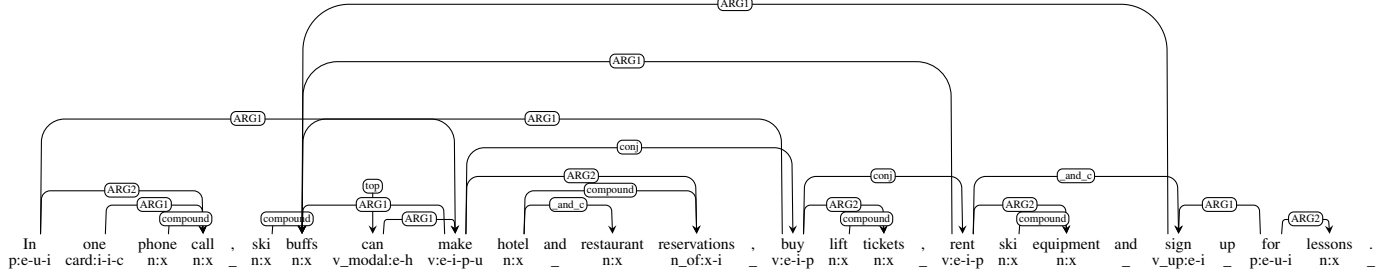 ARG1
ARG1
ARG1 ARG1
conj
ARG2 conj _and_c
top
ARG2 compound
ARG1 _and_c ARG1 ARG2 ARG2 ARG1
compound compound ARG1 compound compound ARG2
In one phone call , ski buffs can make hotel and restaurant reservations , buy lift tickets , rent ski equipment and sign up for lessons .
p:e-u-i card:i-i-c n:x n:x _ n:x n:x v_modal:e-h v:e-i-p-u n:x _ n:x n_of:x-i _ v:e-i-p n:x n:x _ v:e-i-p n:x n:x _ v_up:e-i _ p:e-u-i n:x _